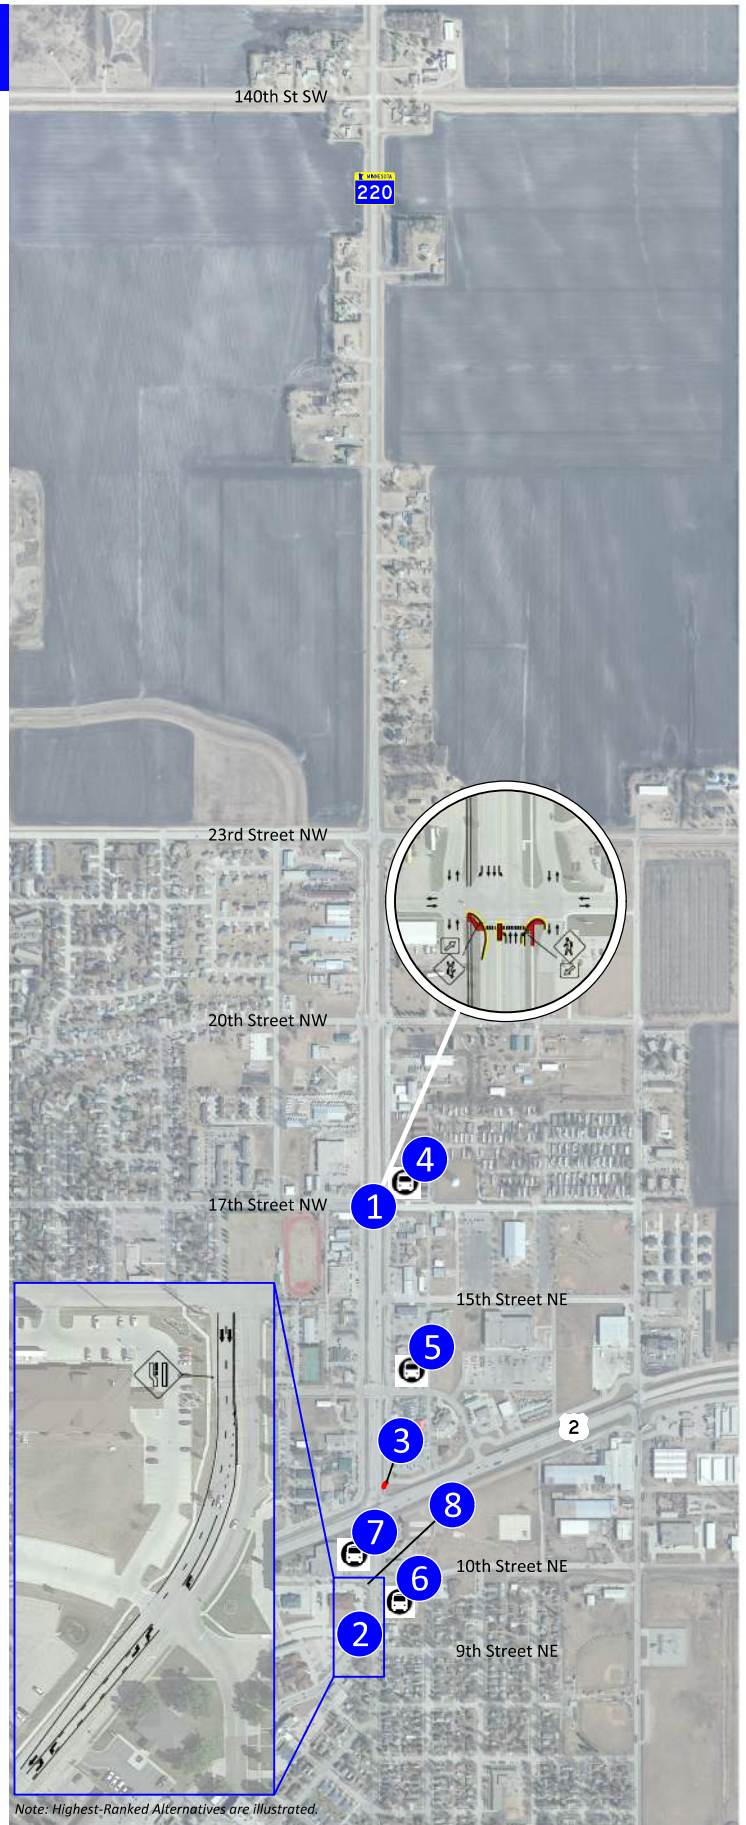 140th St SW
MINNESOTA
220
23rd Street NW
20th Street NW
4
17th Street NW
1
15th Street NE
5
2
3
8
7
10th Street NE
6
2
9th Street NE
Note: Highest-Ranked Alternatives are illustrated.